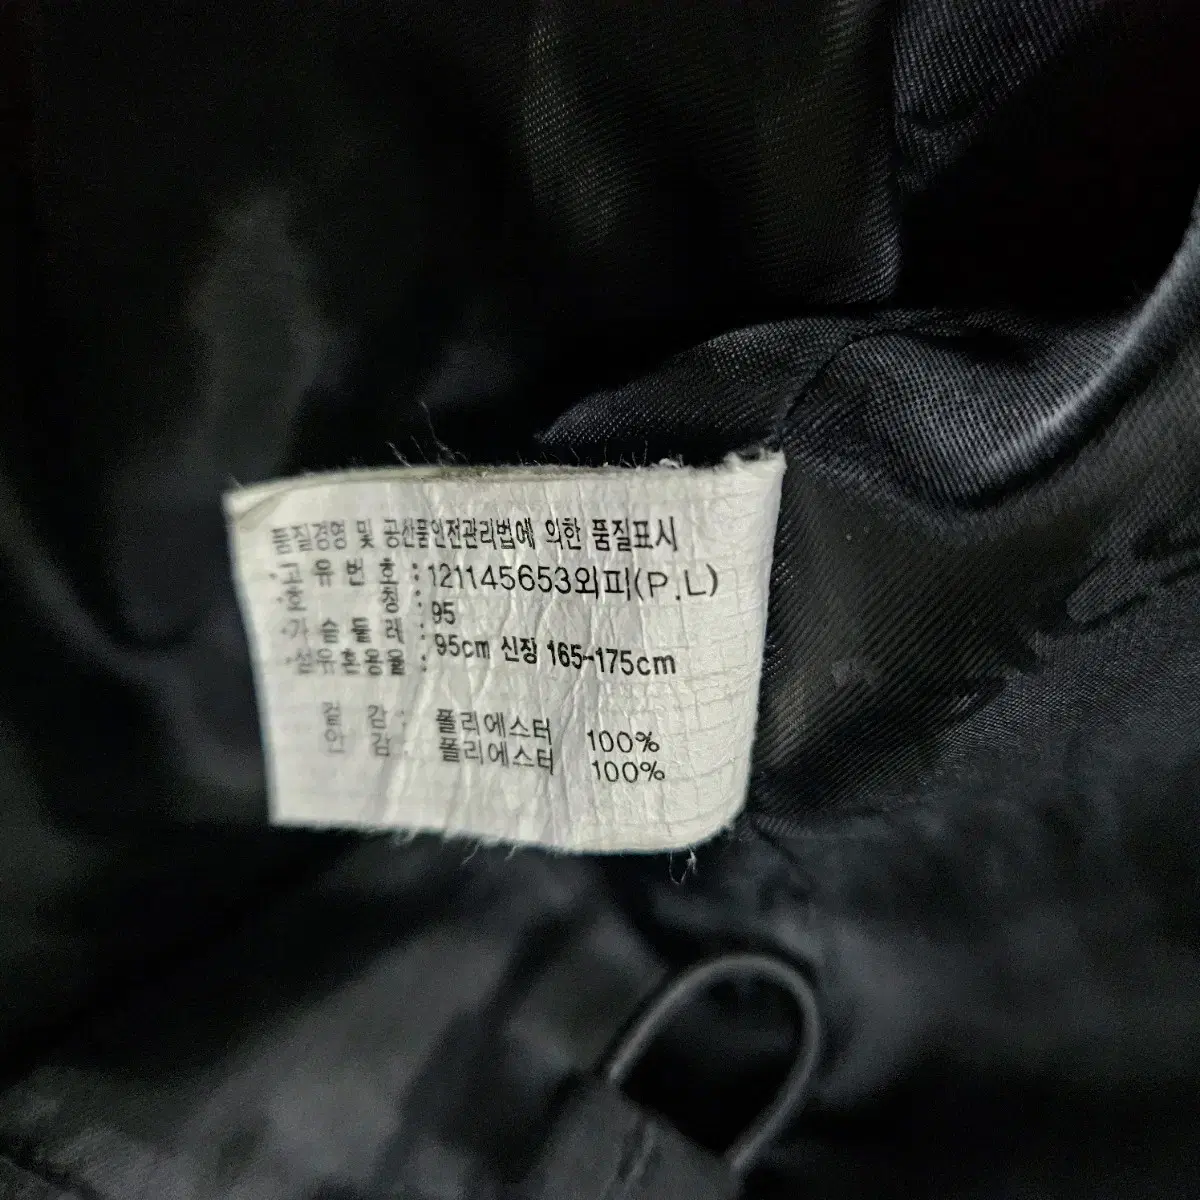 품질경영 및 공산품안전관리법에 의한 품질표시
·고유번호 : 121145653외피(P.L)
·호 칭 : 95
·가슴둘레 : 95cm 신장 165-175cm
·섬유혼용율 :
겉 감 : 폴리에스터 100%
안 감 : 폴리에스터 100%